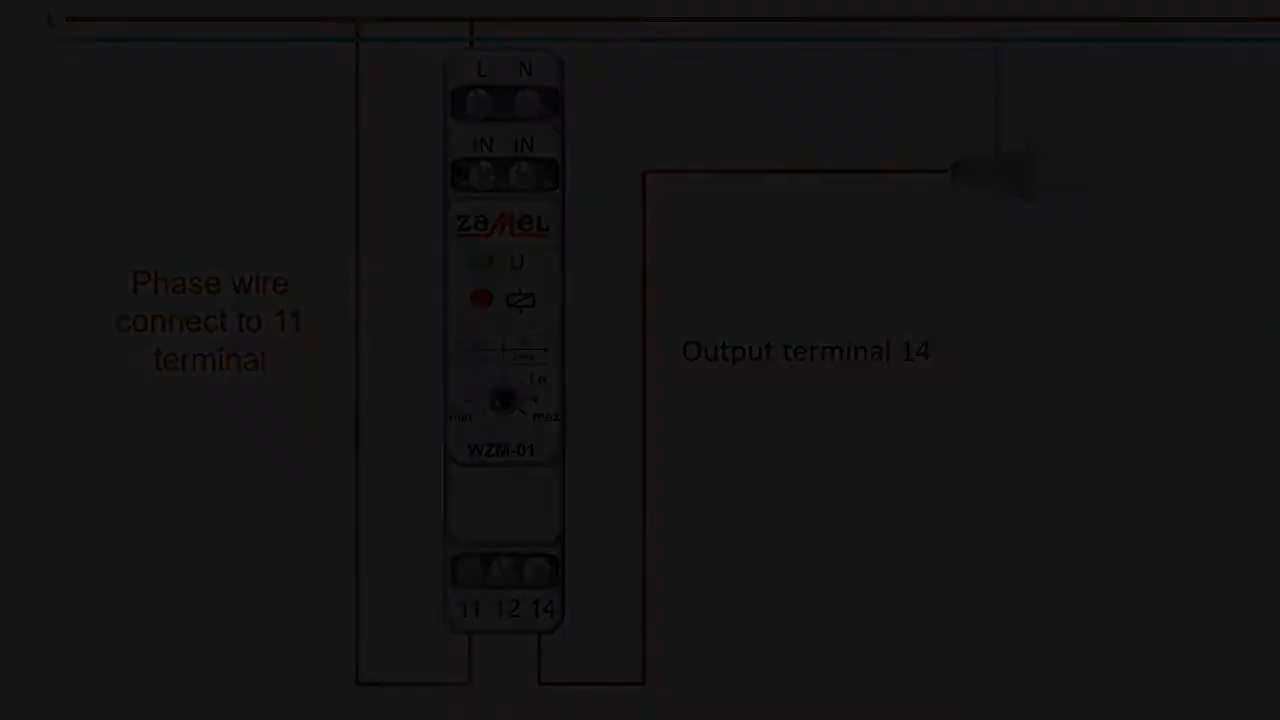 L
L N
IN IN
ZAMEL
U
Phase wire
connect to 11
terminal
Output terminal 14
min max
WZM-01
11 12 14